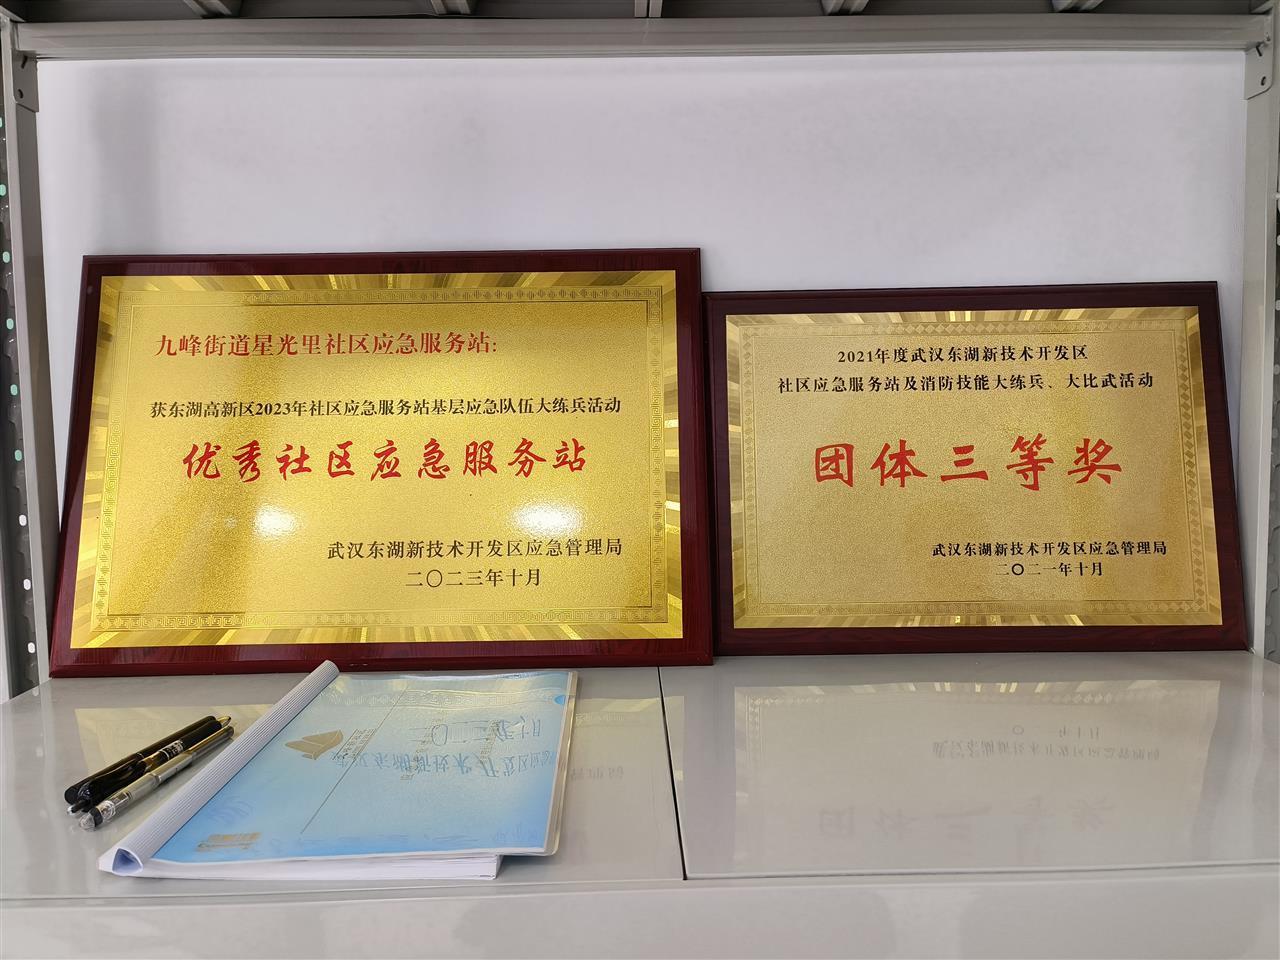 九峰街道星光里社区应急服务站:
获东湖高新区2023年社区应急服务站基层应急队伍大练兵活动
优秀社区应急服务站
武汉东湖新技术开发区应急管理局
二〇二三年十月
2021年度武汉东湖新技术开发区
社区应急服务站及消防技能大练兵、大比武活动
团体三等奖
武汉东湖新技术开发区应急管理局
二〇二一年十月